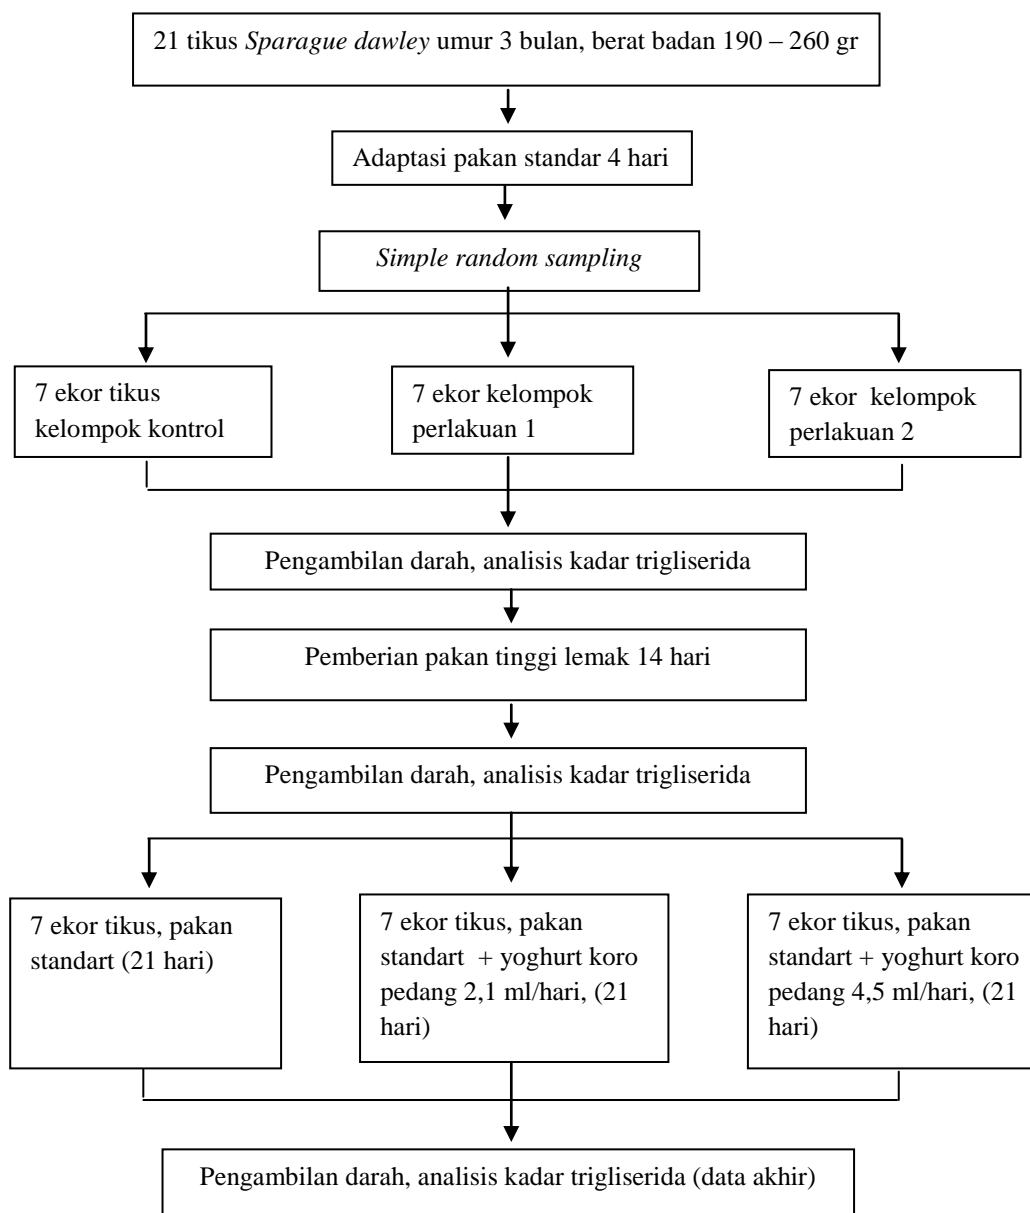 21 tikus Sparague dawley umur 3 bulan, berat badan 190 – 260 gr
Adaptasi pakan standar 4 hari
Simple random sampling
7 ekor tikus
kelompok kontrol
7 ekor kelompok
perlakuan 1
7 ekor kelompok
perlakuan 2
Pengambilan darah, analisis kadar trigliserida
Pemberian pakan tinggi lemak 14 hari
Pengambilan darah, analisis kadar trigliserida
7 ekor tikus, pakan
standart (21 hari)
7 ekor tikus, pakan
standart + yoghurt koro
pedang 2,1 ml/hari, (21
hari)
7 ekor tikus, pakan
standart + yoghurt koro
pedang 4,5 ml/hari, (21
hari)
Pengambilan darah, analisis kadar trigliserida (data akhir)